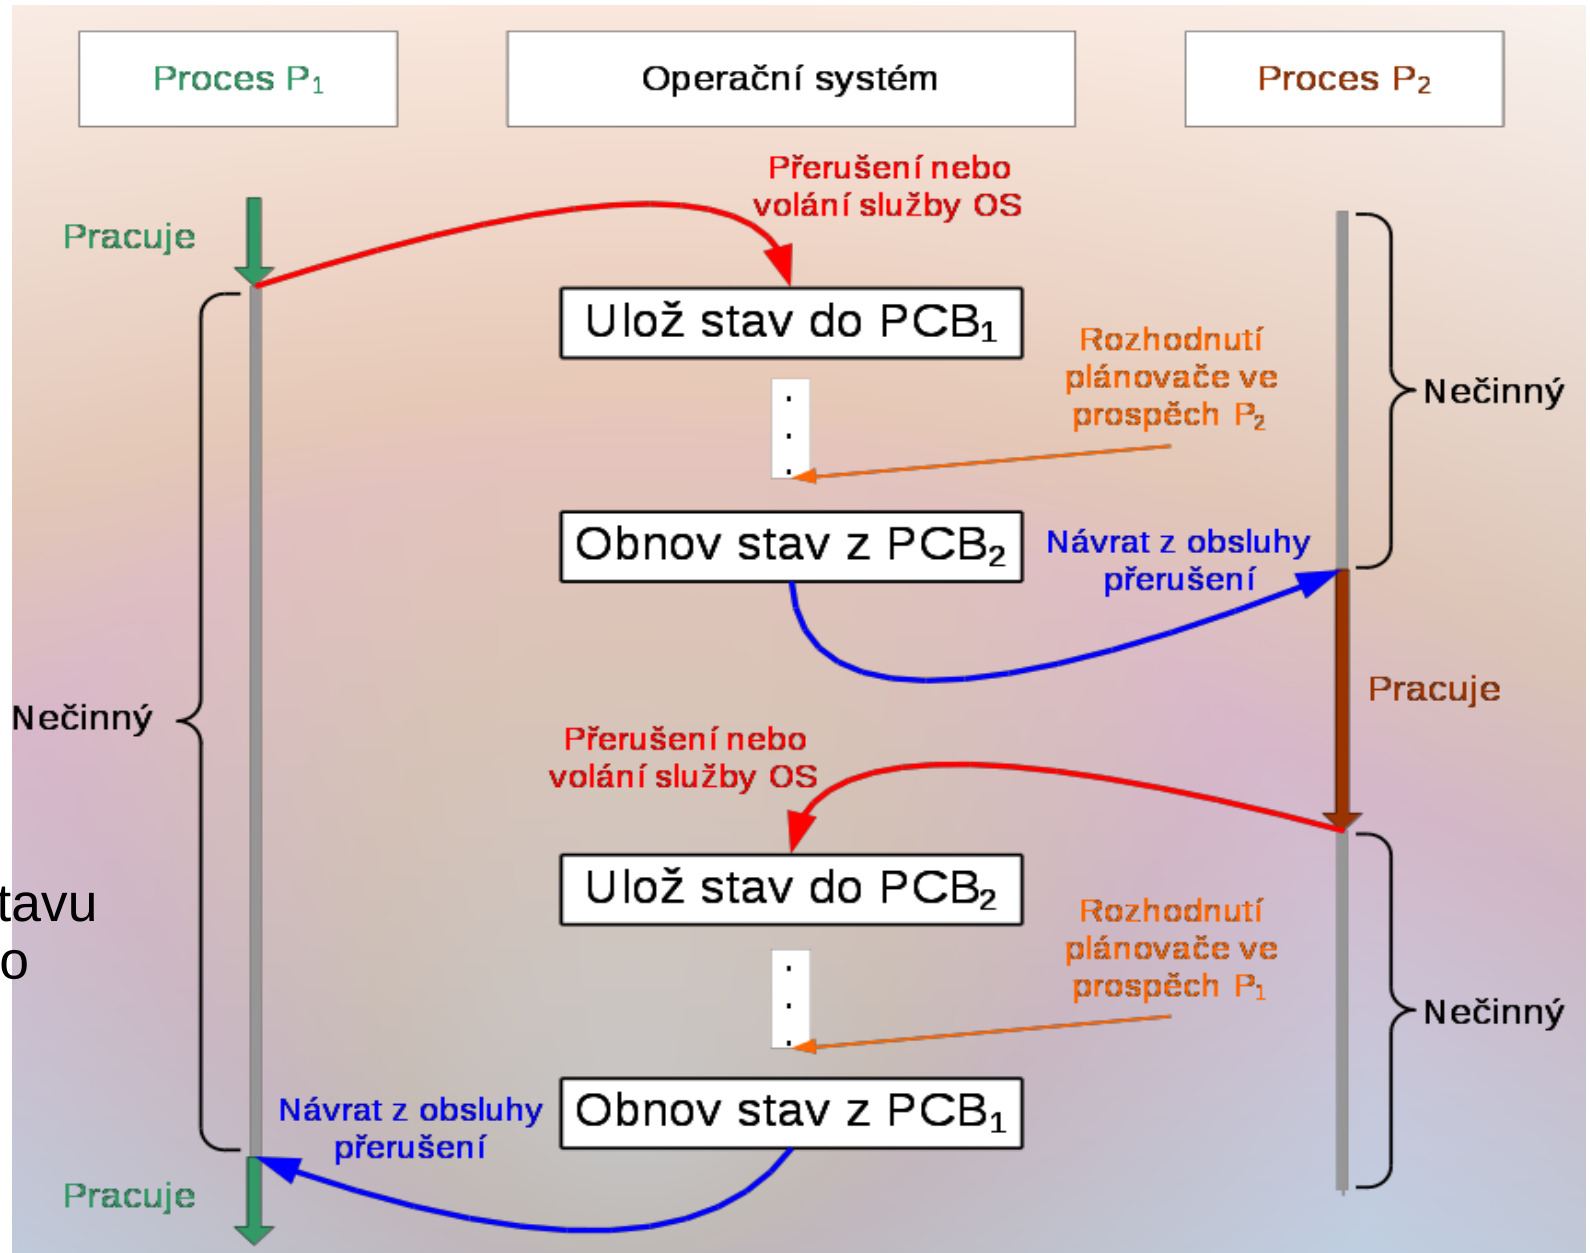 Proces P₁
Operační systém
Proces P₂
Přerušení nebo
volání služby OS
Pracuje
Ulož stav do PCB₁
Rozhodnutí
plánovače ve
prospěch P₂
Nečinný
.
.
.
Obnov stav z PCB₂
Návrat z obsluhy
přerušení
Pracuje
Nečinný
Přerušení nebo
volání služby OS
Ulož stav do PCB₂
tavu
o
Rozhodnutí
plánovače ve
prospěch P₁
.
.
.
Nečinný
Obnov stav z PCB₁
Návrat z obsluhy
přerušení
Pracuje